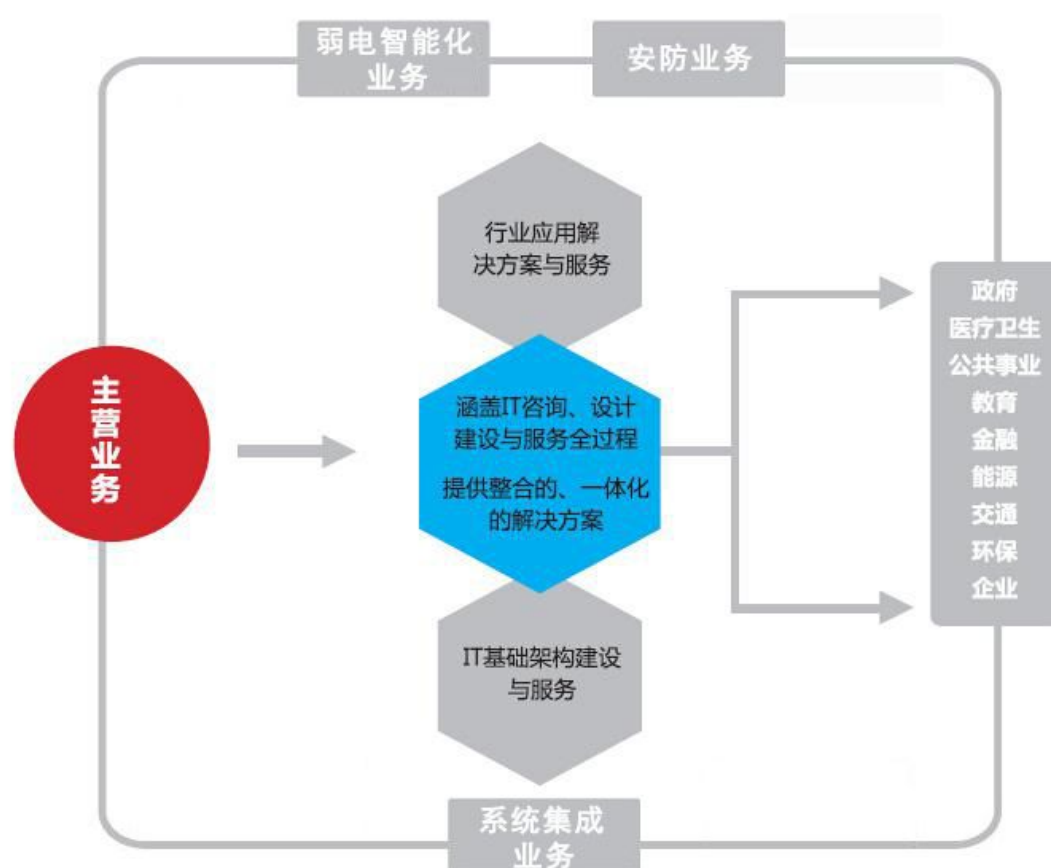 弱电智能化
业务
安防业务
行业应用解
决方案与服务
主营业务
涵盖IT咨询、设计
建设与服务全过程
提供整合的、一体化
的解决方案
IT基础架构建设
与服务
政府
医疗卫生
公共事业
教育
金融
能源
交通
环保
企业
系统集成
业务